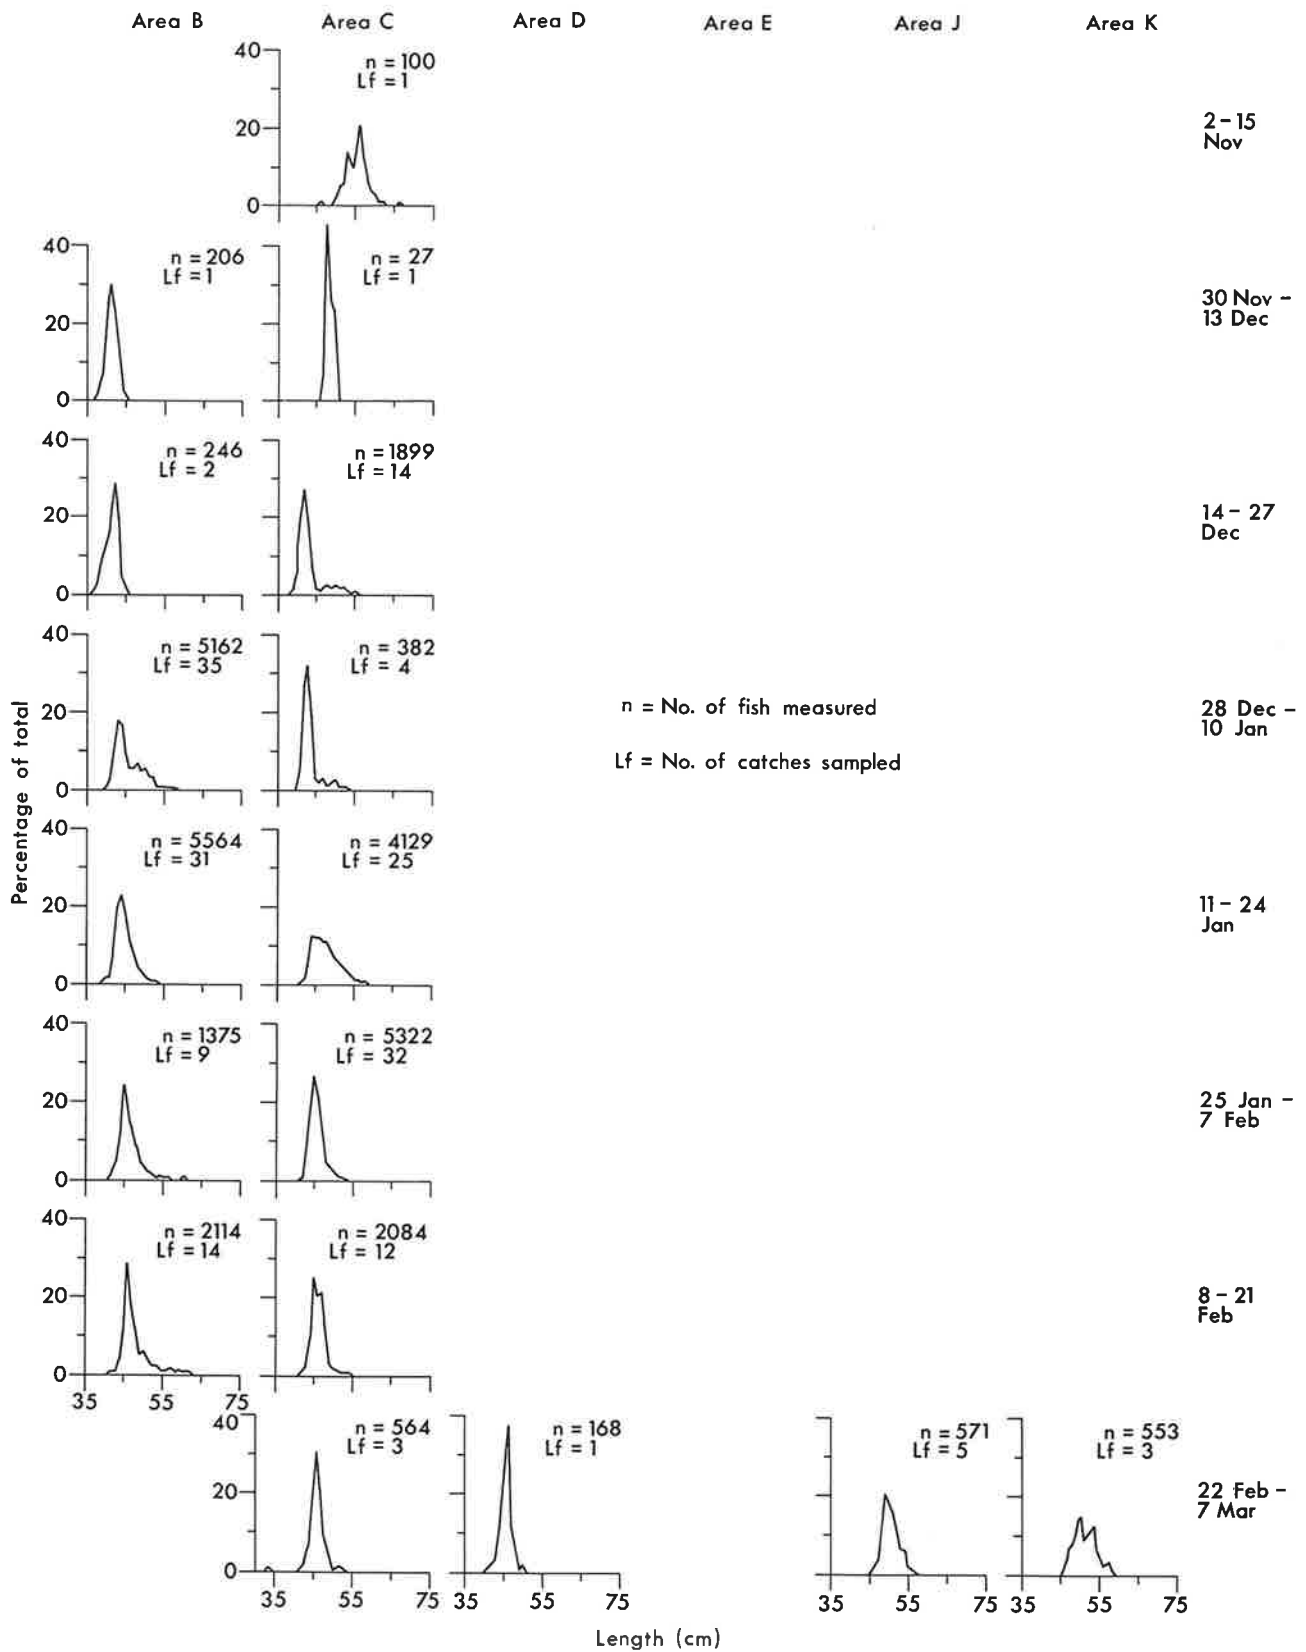 Area B Area C Area D Area E Area J Area K
40
n = 100
Lf = 1
20
0
2 - 15
Nov
40
n = 206
Lf = 1
n = 27
Lf = 1
20
0
30 Nov -
13 Dec
40
n = 246
Lf = 2
n = 1899
Lf = 14
20
0
14 - 27
Dec
40
n = 5162
Lf = 35
n = 382
Lf = 4
20
0
n = No. of fish measured
Lf = No. of catches sampled
28 Dec -
10 Jan
Percentage of total
40
n = 5564
Lf = 31
n = 4129
Lf = 25
20
0
11 - 24
Jan
40
n = 1375
Lf = 9
n = 5322
Lf = 32
20
0
25 Jan -
7 Feb
40
n = 2114
Lf = 14
n = 2084
Lf = 12
20
0
35 55 75
8 - 21
Feb
40
n = 564
Lf = 3
n = 168
Lf = 1
n = 571
Lf = 5
n = 553
Lf = 3
20
0
22 Feb -
7 Mar
35 55 75 35 55 75 35 55 75 35 55 75
Length (cm)